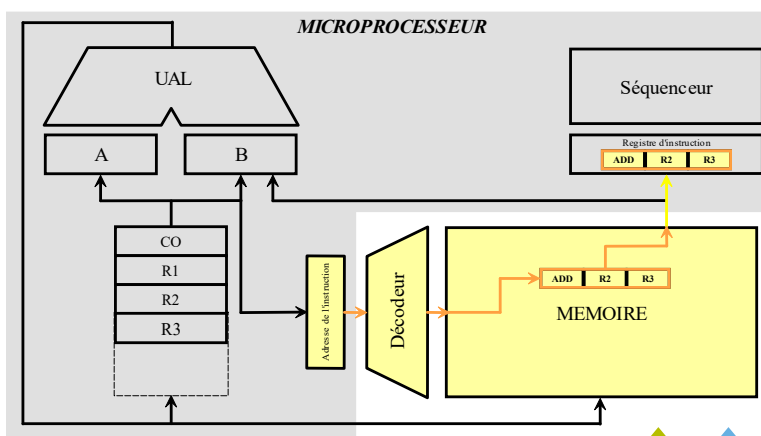 MICROPROCESSEUR
UAL
Séquenceur
A
B
Registre d'instruction
ADD R2 R3
CO
R1
R2
R3
Adresse de l'instruction
Décodeur
ADD R2 R3
MEMOIRE